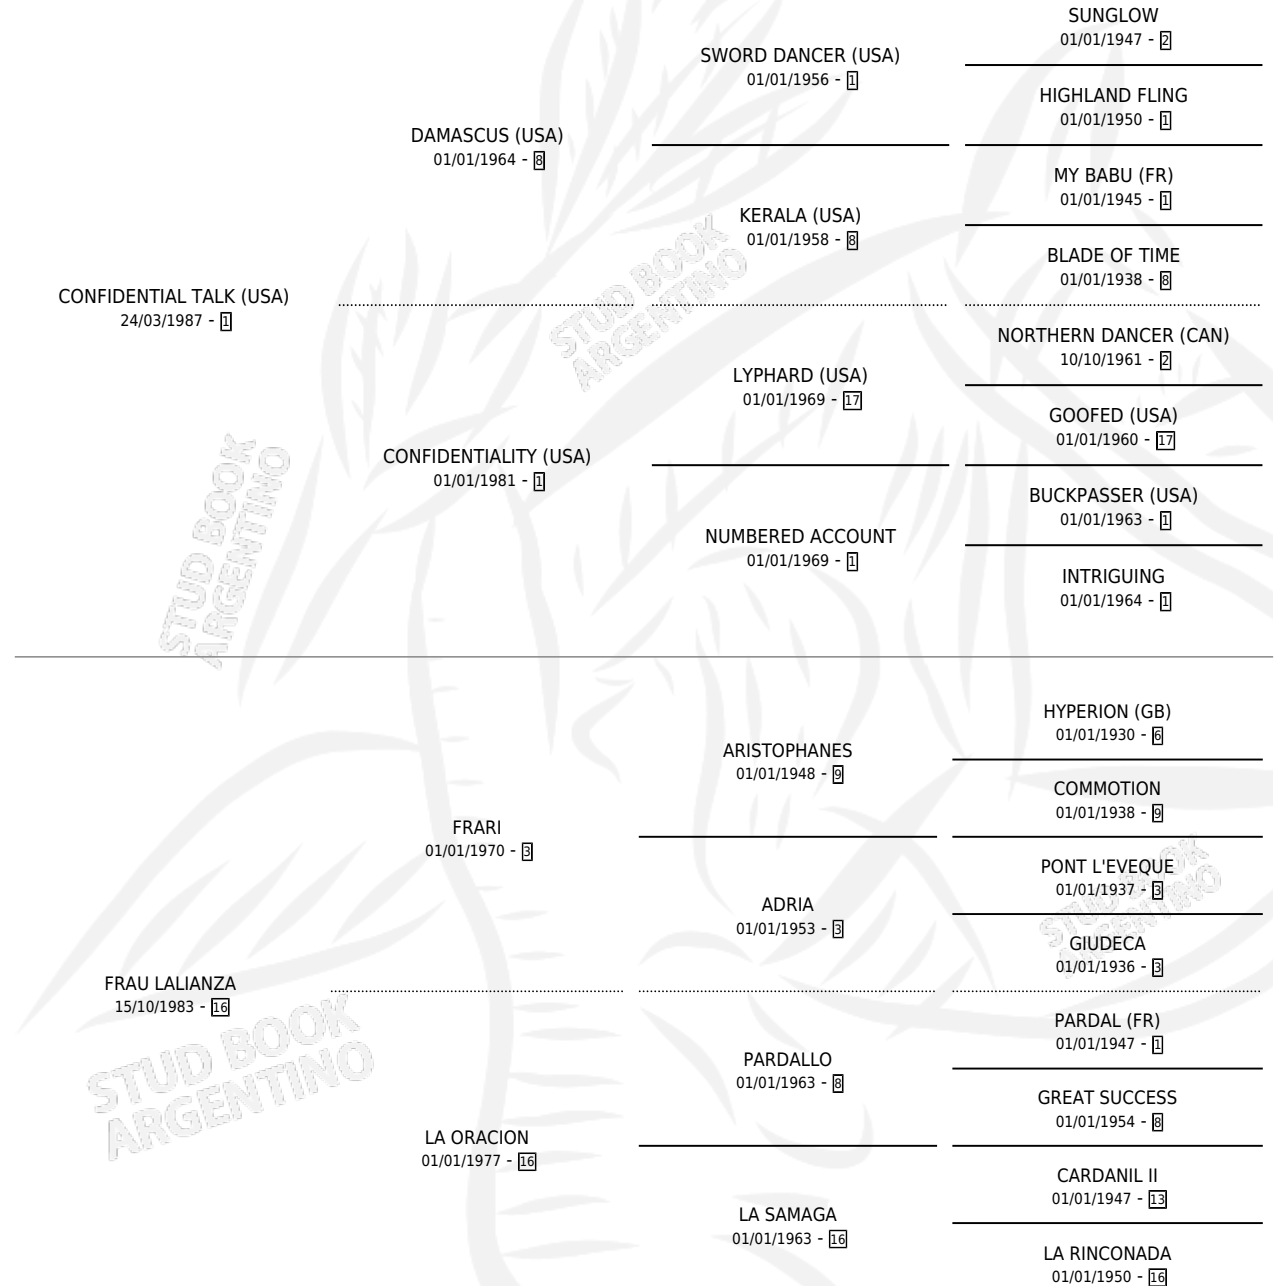 SUNGLOW
01/01/1947 - 2
SWORD DANCER (USA)
01/01/1956 - 1
HIGHLAND FLING
01/01/1950 - 1
DAMASCUS (USA)
01/01/1964 - 8
MY BABU (FR)
01/01/1945 - 1
KERALA (USA)
01/01/1958 - 8
BLADE OF TIME
01/01/1938 - 8
CONFIDENTIAL TALK (USA)
24/03/1987 - 1
NORTHERN DANCER (CAN)
10/10/1961 - 2
LYPHARD (USA)
01/01/1969 - 17
GOOFED (USA)
01/01/1960 - 17
CONFIDENTIALITY (USA)
01/01/1981 - 1
BUCKPASSER (USA)
01/01/1963 - 1
NUMBERED ACCOUNT
01/01/1969 - 1
INTRIGUING
01/01/1964 - 1
HYPERION (GB)
01/01/1930 - 6
ARISTOPHANES
01/01/1948 - 9
COMMOTION
01/01/1938 - 9
FRARI
01/01/1970 - 3
PONT L'EVEQUE
01/01/1937 - 3
ADRIA
01/01/1953 - 3
GIUDECA
01/01/1936 - 3
FRAU LALIANZA
15/10/1983 - 16
PARDAL (FR)
01/01/1947 - 1
PARDALLO
01/01/1963 - 8
GREAT SUCCESS
01/01/1954 - 8
LA ORACION
01/01/1977 - 16
CARDANIL II
01/01/1947 - 13
LA SAMAGA
01/01/1963 - 16
LA RINCONADA
01/01/1950 - 16
STUD BOOK
ARGENTINO
STUD BOOK
ARGENTINO
STUD BOOK
ARGENTINO
STUD BOOK
ARGENTINO